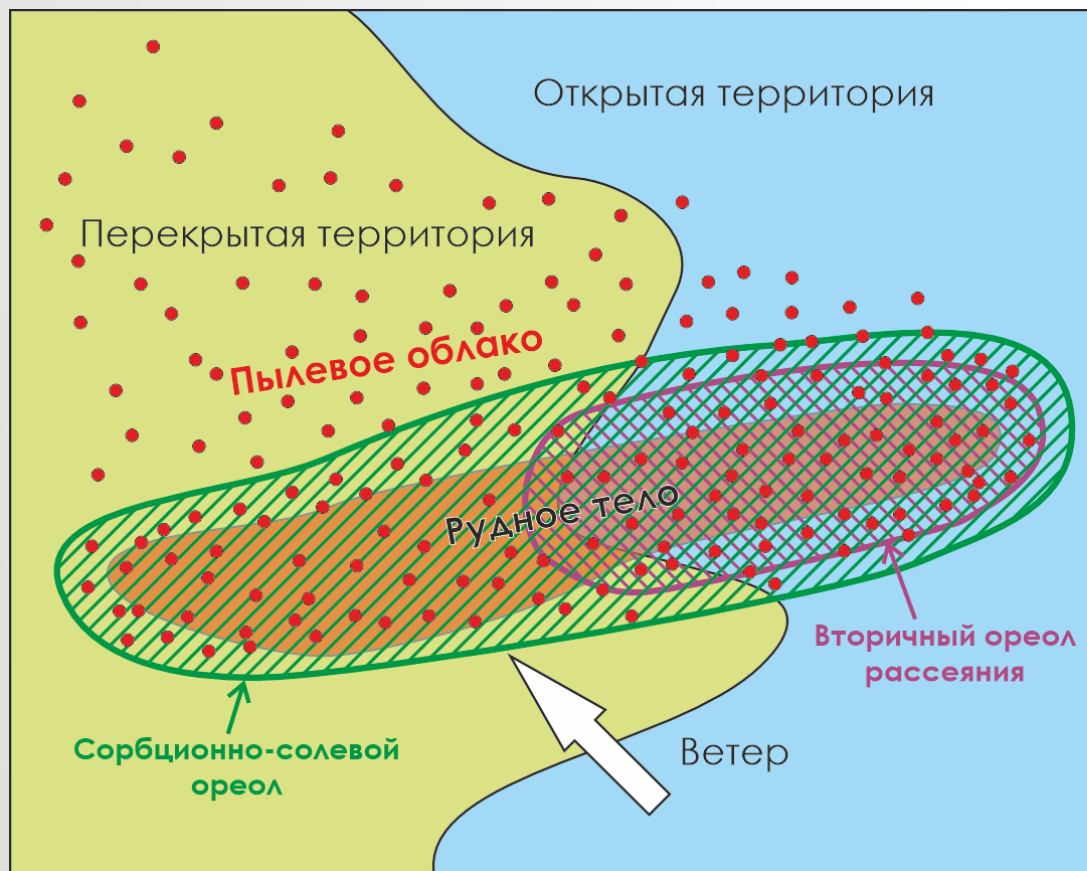 Открытая территория
Перекрытая территория
Пылевое облако
Рудное тело
Вторичный ореол
рассеяния
Сорбционно-солевой
ореол
Ветер